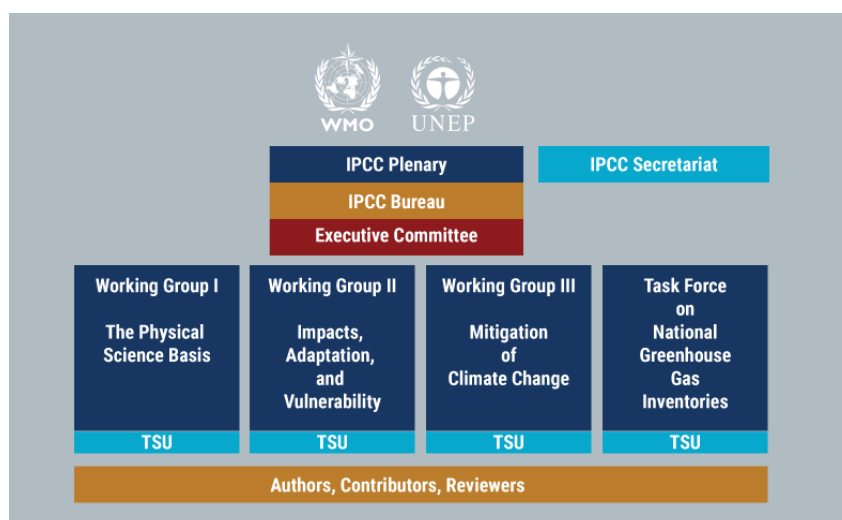 WMO
UNEP
IPCC Plenary
IPCC Secretariat
IPCC Bureau
Executive Committee
Working Group I
The Physical
Science Basis
TSU
Working Group II
Impacts,
Adaptation,
and
Vulnerability
TSU
Working Group III
Mitigation
of
Climate Change
TSU
Task Force
on
National
Greenhouse
Gas
Inventories
TSU
Authors, Contributors, Reviewers